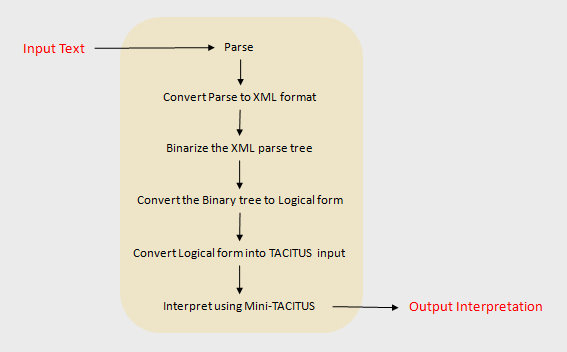 Input Text
Parse
Convert Parse to XML format
Binarize the XML parse tree
Convert the Binary tree to Logical form
Convert Logical form into TACITUS input
Interpret using Mini-TACITUS
Output Interpretation